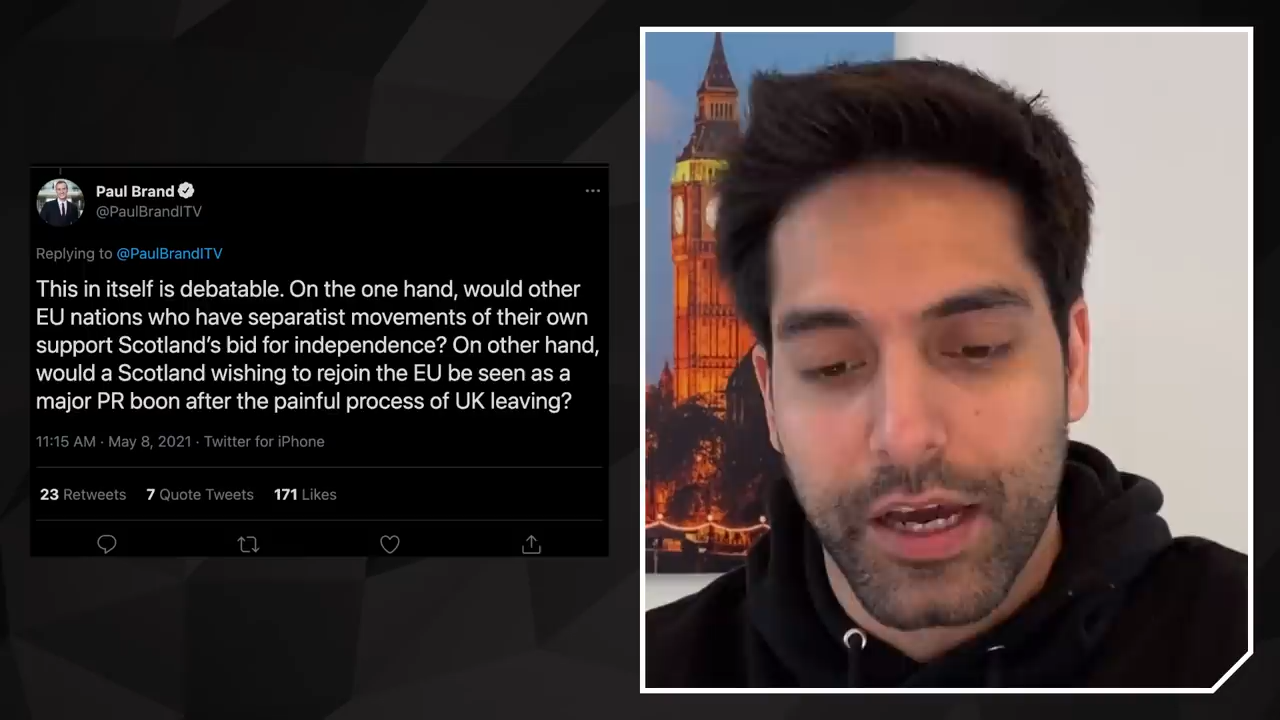 Paul Brand
@PaulBrandITV
Replying to @PaulBrandITV
This in itself is debatable. On the one hand, would other
EU nations who have separatist movements of their own
support Scotland's bid for independence? On other hand,
would a Scotland wishing to rejoin the EU be seen as a
major PR boon after the painful process of UK leaving?
11:15 AM · May 8, 2021 · Twitter for iPhone
23 Retweets 7 Quote Tweets 171 Likes